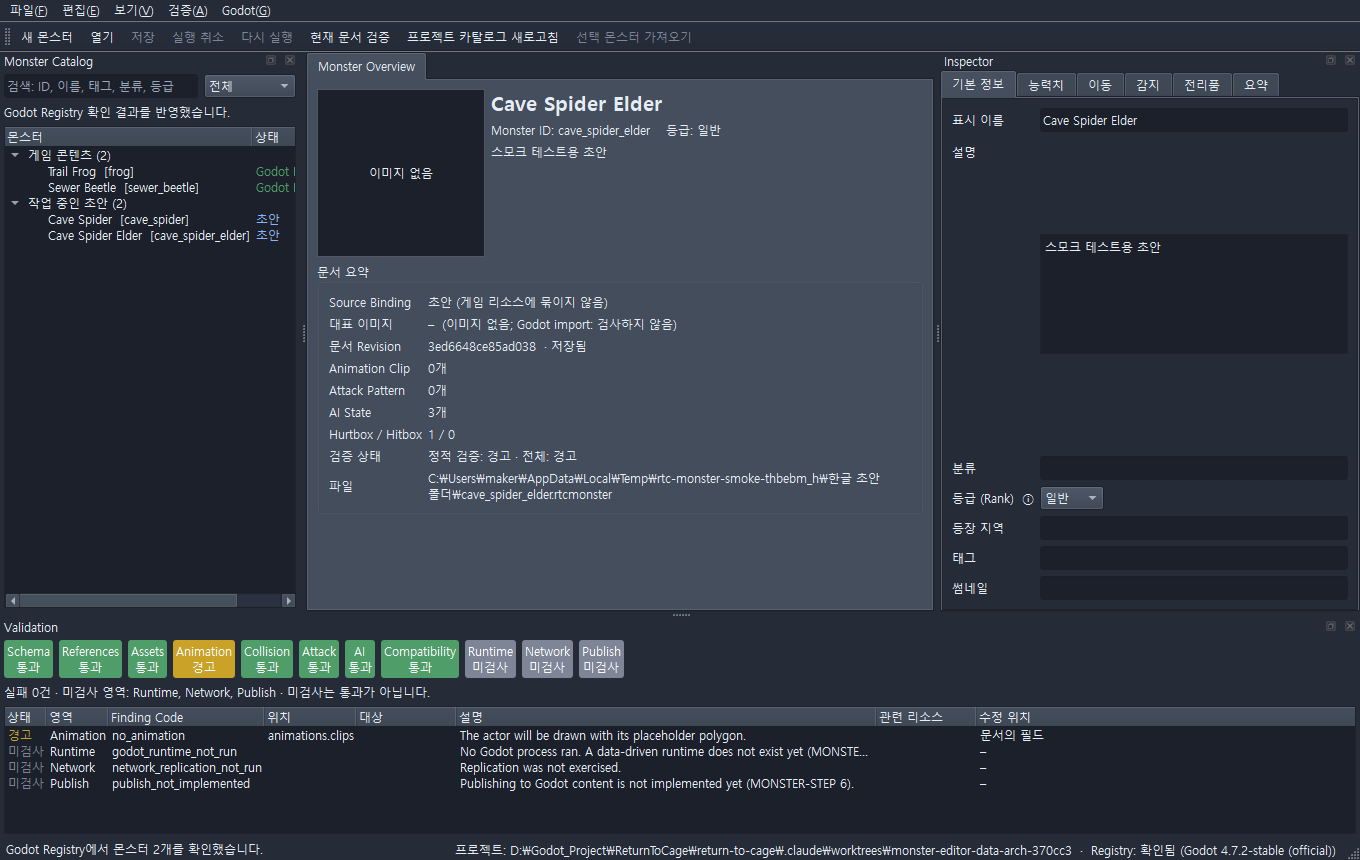 파일(F) 편집(E) 보기(V) 검증(A) Godot(G)
새 몬스터 열기 저장 실행 취소 다시 실행 현재 문서 검증 프로젝트 카탈로그 새로고침 선택 몬스터 가져오기
Monster Catalog
검색: ID, 이름, 태그, 분류, 등급 전체
Godot Registry 확인 결과를 반영했습니다.
몬스터 상태
게임 콘텐츠 (2)
Trail Frog [frog] Godot
Sewer Beetle [sewer_beetle] Godot
작업 중인 초안 (2)
Cave Spider [cave_spider] 초안
Cave Spider Elder [cave_spider_elder] 초안
Monster Overview
이미지 없음
Cave Spider Elder
Monster ID: cave_spider_elder 등급: 일반
스모크 테스트용 초안
문서 요약
Source Binding 초안 (게임 리소스에 묶이지 않음)
대표 이미지 – (이미지 없음; Godot import: 검사하지 않음)
문서 Revision 3ed6648ce85ad038 · 저장됨
Animation Clip 0개
Attack Pattern 0개
AI State 3개
Hurtbox / Hitbox 1 / 0
검증 상태 정적 검증: 경고 · 전체: 경고
파일 C:₩Users₩maker₩AppData₩Local₩Temp₩rtc-monster-smoke-thbebm_h₩한글 초안
폴더₩cave_spider_elder.rtcmonster
Inspector
기본 정보 능력치 이동 감지 전리품 요약
표시 이름 Cave Spider Elder
설명
스모크 테스트용 초안
분류
등급 (Rank) 일반
등장 지역
태그
썸네일
Validation
Schema 통과
References 통과
Assets 통과
Animation 경고
Collision 통과
Attack 통과
AI 통과
Compatibility 통과
Runtime 미검사
Network 미검사
Publish 미검사
실패 0건 · 미검사 영역: Runtime, Network, Publish · 미검사는 통과가 아닙니다.
상태 영역 Finding Code 위치 대상 설명 관련 리소스 수정 위치
경고 Animation no_animation animations.clips The actor will be drawn with its placeholder polygon. 문서의 필드
미검사 Runtime godot_runtime_not_run No Godot process ran. A data-driven runtime does not exist yet (MONSTE... –
미검사 Network network_replication_not_run Replication was not exercised. –
미검사 Publish publish_not_implemented Publishing to Godot content is not implemented yet (MONSTER-STEP 6). –
Godot Registry에서 몬스터 2개를 확인했습니다. 프로젝트: D:₩Godot_Project₩ReturnToCage₩return-to-cage₩.claude₩worktrees₩monster-editor-data-arch-370cc3 · Registry: 확인됨 (Godot 4.7.2-stable (official))